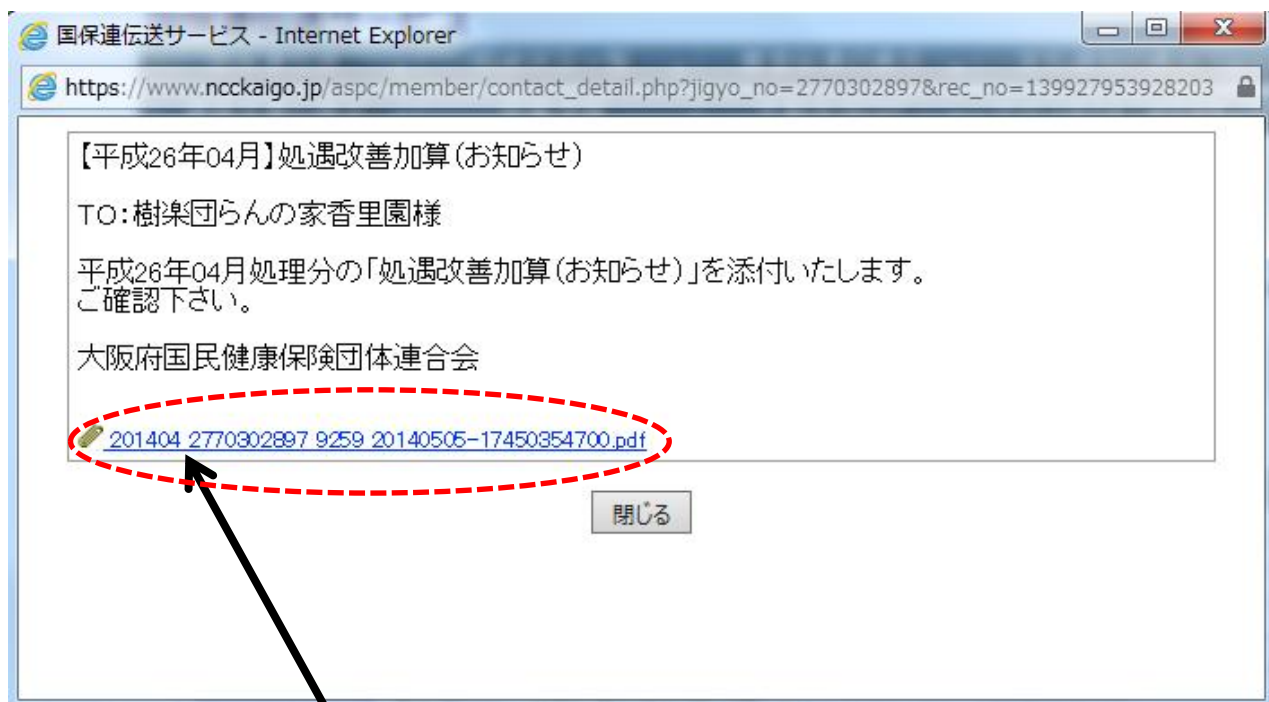 国保連伝送サービス - Internet Explorer
https://www.ncckaigo.jp/aspc/member/contact_detail.php?jigyo_no=2770302897&rec_no=139927953928203
【平成26年04月】処遇改善加算(お知らせ)
TO:樹楽団らんの家香里園様
平成26年04月処理分の「処遇改善加算(お知らせ)」を添付いたします。
ご確認下さい。
大阪府国民健康保険団体連合会
201404 2770302897 9259 20140505-17450354700.pdf
閉じる